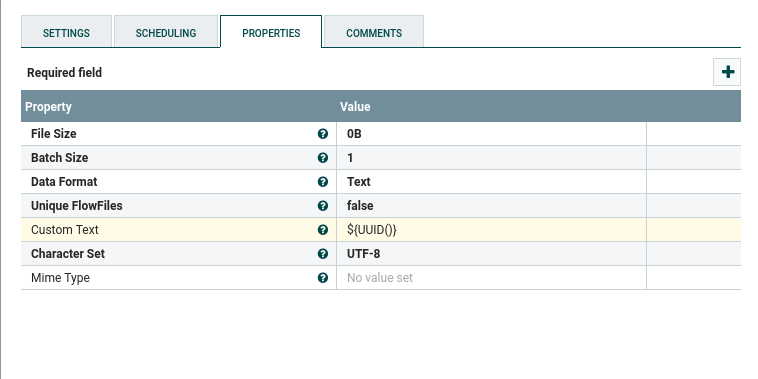 SETTINGS SCHEDULING PROPERTIES COMMENTS
Required field
Property Value
File Size 0B
Batch Size 1
Data Format Text
Unique FlowFiles false
Custom Text ${UUID()}
Character Set UTF-8
Mime Type No value set